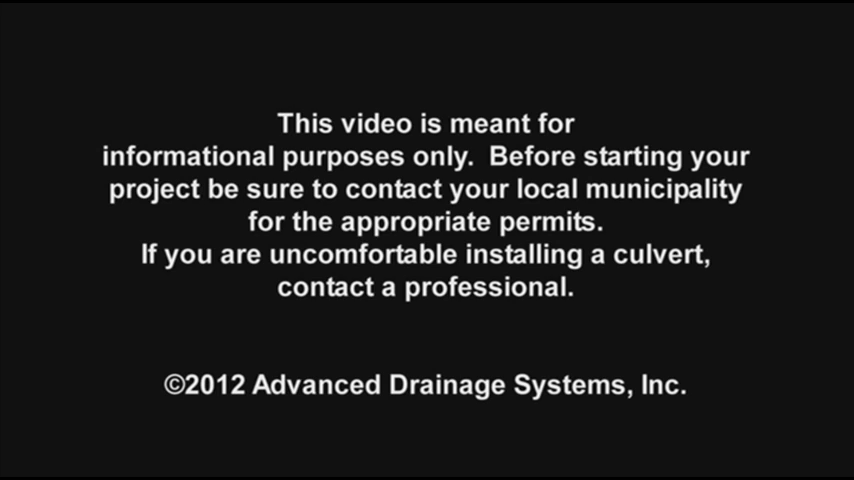 This video is meant for
informational purposes only.  Before starting your
project be sure to contact your local municipality
for the appropriate permits.
If you are uncomfortable installing a culvert,
contact a professional.
©2012 Advanced Drainage Systems, Inc.